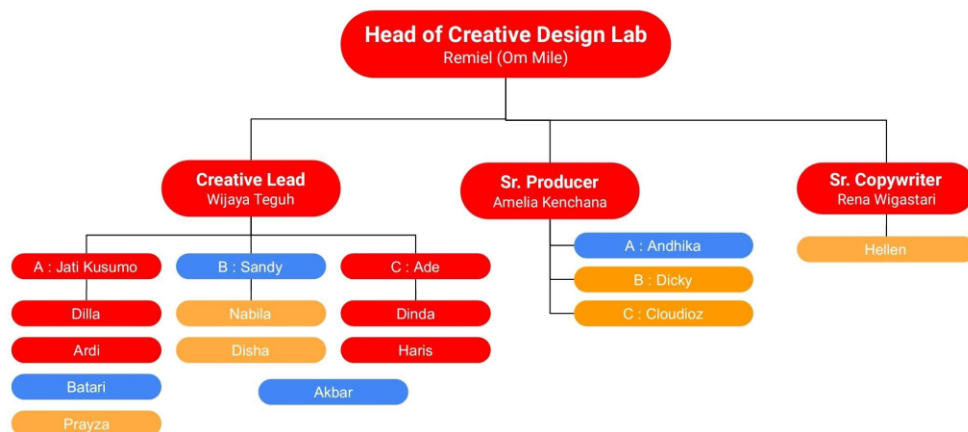 Head of Creative Design Lab
Remiel (Om Mile)
Creative Lead
Wijaya Teguh
Sr. Producer
Amelia Kenchana
Sr. Copywriter
Rena Wigastari
A : Jati Kusumo
Dilla
Ardi
Batari
Prayza
B : Sandy
Nabila
Disha
C : Ade
Dinda
Haris
Akbar
A : Andhika
B : Dicky
C : Cloudioz
Hellen